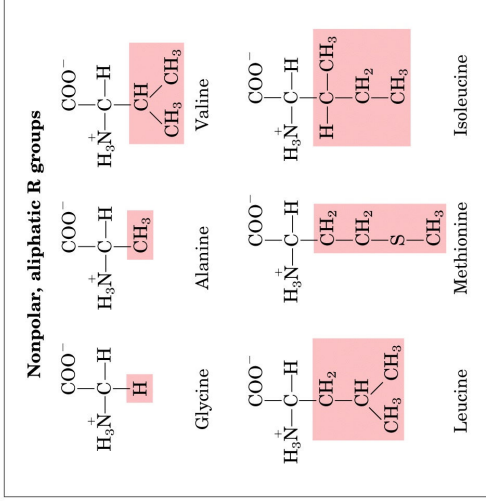 Nonpolar, aliphatic R groups
COO⁻
H₃N⁺—C—H
H
Glycine
COO⁻
H₃N⁺—C—H
CH₃
Alanine
COO⁻
H₃N⁺—C—H
CH
CH₃ CH₃
Valine
COO⁻
H₃N⁺—C—H
CH₂
CH
CH₃ CH₃
Leucine
COO⁻
H₃N⁺—C—H
CH₂
CH₂
S
CH₃
Methionine
COO⁻
H₃N⁺—C—H
H—C—CH₃
CH₂
CH₃
Isoleucine